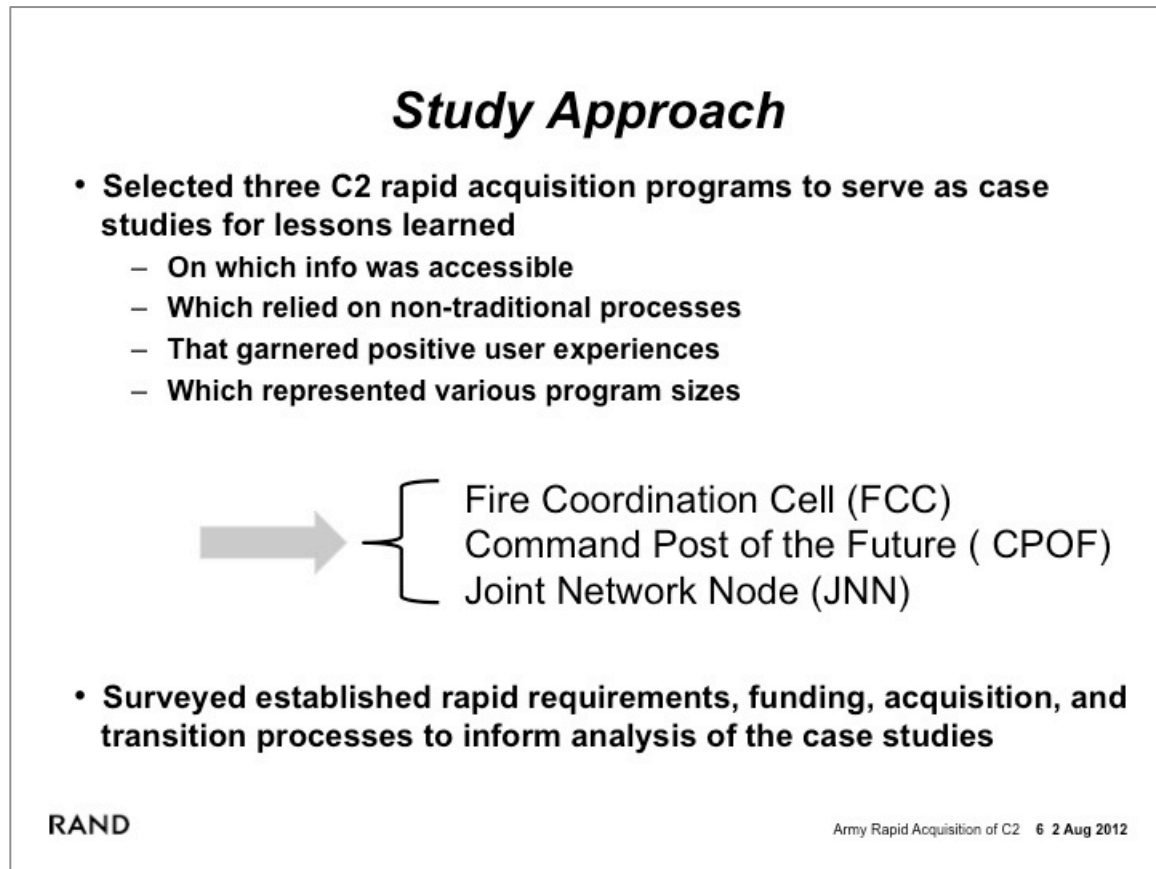 Study Approach
• Selected three C2 rapid acquisition programs to serve as case
studies for lessons learned
– On which info was accessible
– Which relied on non-traditional processes
– That garnered positive user experiences
– Which represented various program sizes
Fire Coordination Cell (FCC)
Command Post of the Future ( CPOF)
Joint Network Node (JNN)
• Surveyed established rapid requirements, funding, acquisition, and
transition processes to inform analysis of the case studies
RAND
Army Rapid Acquisition of C2 6 2 Aug 2012